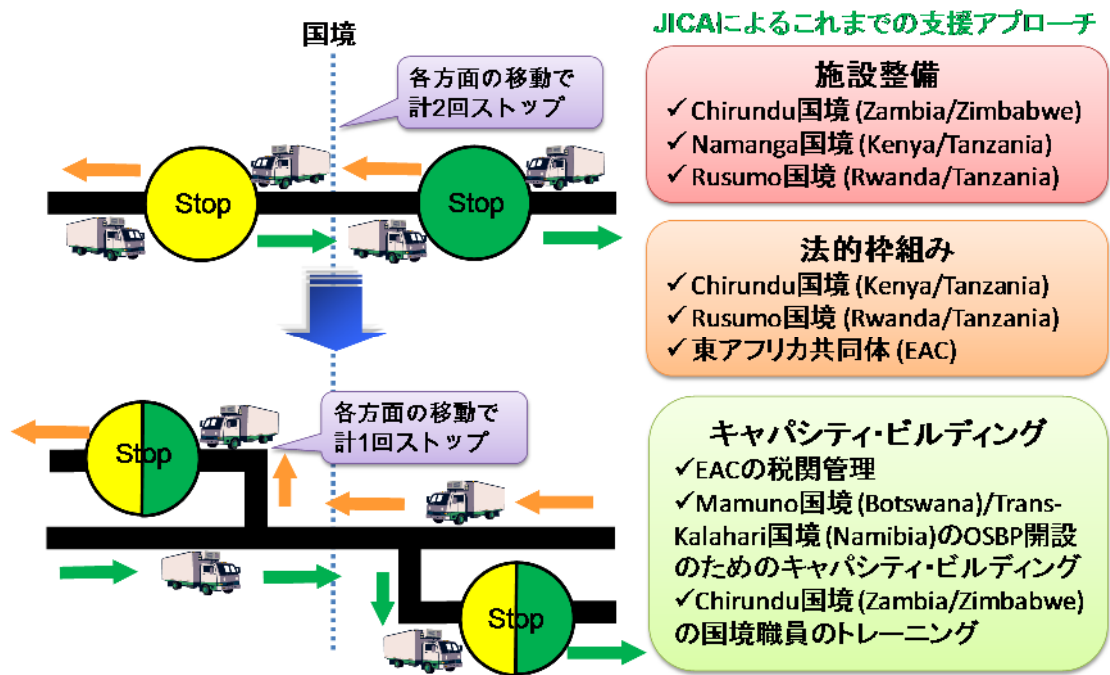 国境
各方面の移動で
計2回ストップ
Stop
Stop
各方面の移動で
計1回ストップ
Stop
Stop
JICAによるこれまでの支援アプローチ
施設整備
✓Chirundu国境 (Zambia/Zimbabwe)
✓Namanga国境 (Kenya/Tanzania)
✓Rusumo国境 (Rwanda/Tanzania)
法的枠組み
✓Chirundu国境 (Kenya/Tanzania)
✓Rusumo国境 (Rwanda/Tanzania)
✓東アフリカ共同体 (EAC)
キャパシティ・ビルディング
✓EACの税関管理
✓Mamuno国境 (Botswana)/Trans-
Kalahari国境 (Namibia)のOSBP開設
のためのキャパシティ・ビルディング
✓Chirundu国境 (Zambia/Zimbabwe)
の国境職員のトレーニング